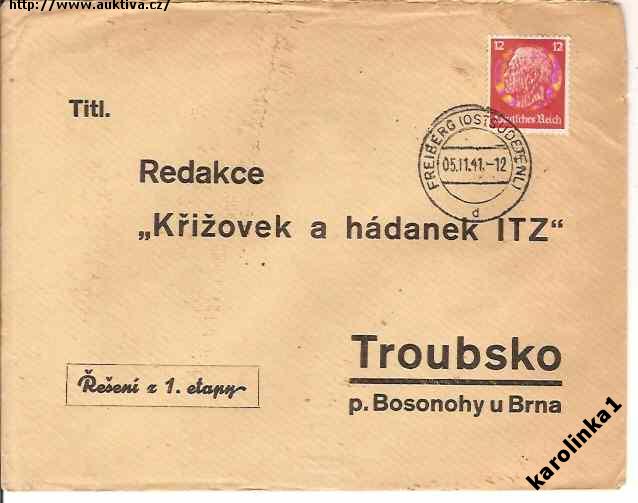 http://www.auktiva.cz/
12 12
Deutsches Reich
Titl.
FREIBERG (OSTSUDETENL)
05.11.41.-12
d
Redakce
„Křižovek a hádanek ITZ“
Troubsko
p. Bosonohy u Brna
Řešení z 1. etapy
karolinka1